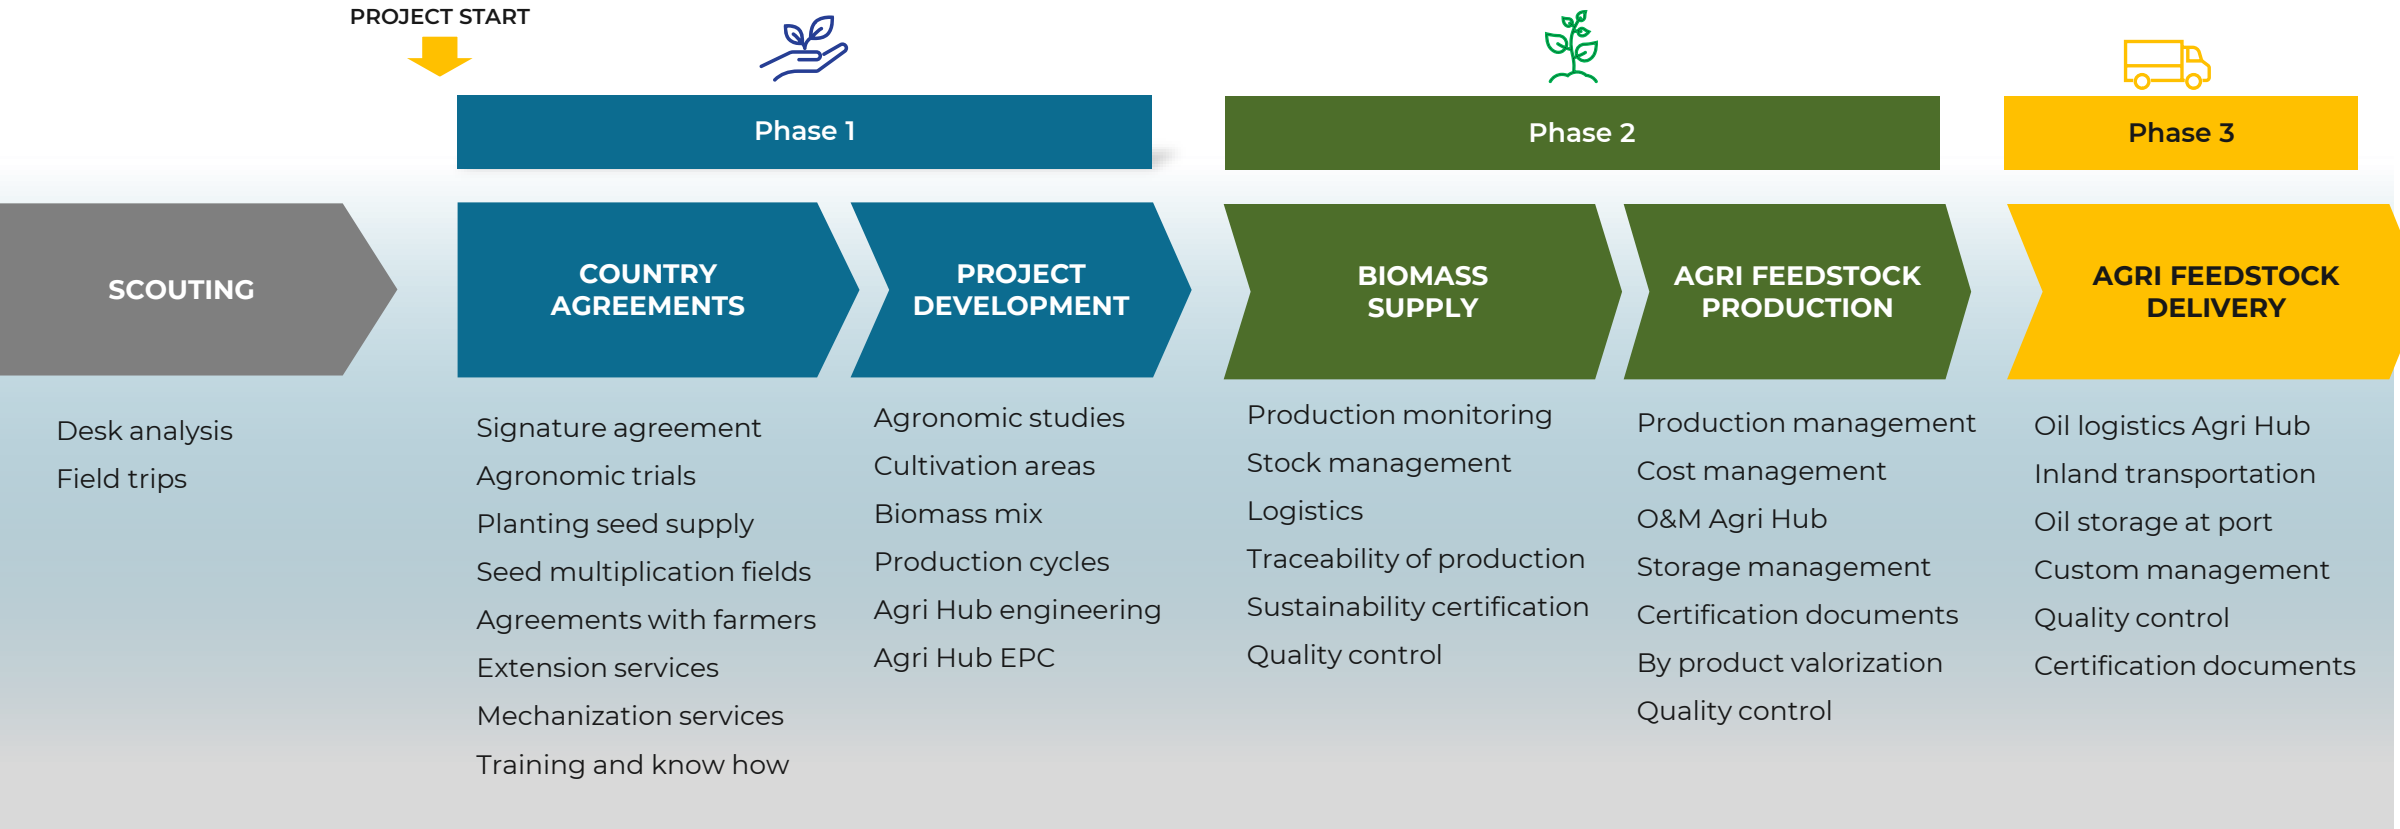 PROJECT START
Phase 1
Phase 2
Phase 3
SCOUTING
COUNTRY
AGREEMENTS
PROJECT
DEVELOPMENT
BIOMASS
SUPPLY
AGRI FEEDSTOCK
PRODUCTION
AGRI FEEDSTOCK
DELIVERY
Desk analysis
Field trips
Signature agreement
Agronomic trials
Planting seed supply
Seed multiplication fields
Agreements with farmers
Extension services
Mechanization services
Training and know how
Agronomic studies
Cultivation areas
Biomass mix
Production cycles
Agri Hub engineering
Agri Hub EPC
Production monitoring
Stock management
Logistics
Traceability of production
Sustainability certification
Quality control
Production management
Cost management
O&M Agri Hub
Storage management
Certification documents
By product valorization
Quality control
Oil logistics Agri Hub
Inland transportation
Oil storage at port
Custom management
Quality control
Certification documents